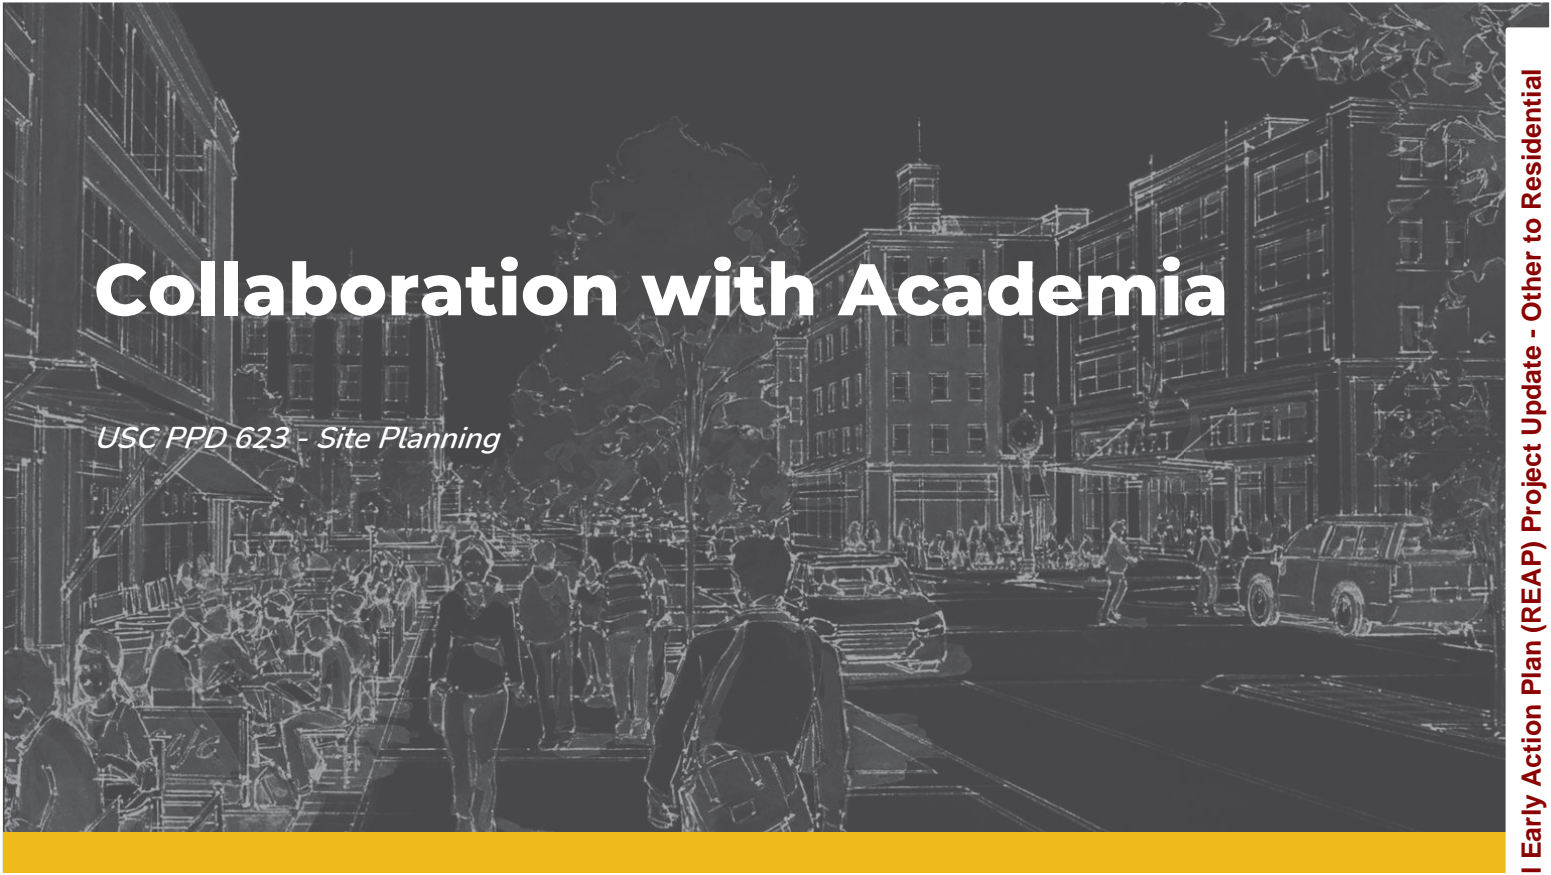 Collaboration with Academia
USC PPD 623 - Site Planning
Early Action Plan (REAP) Project Update - Other to Residential